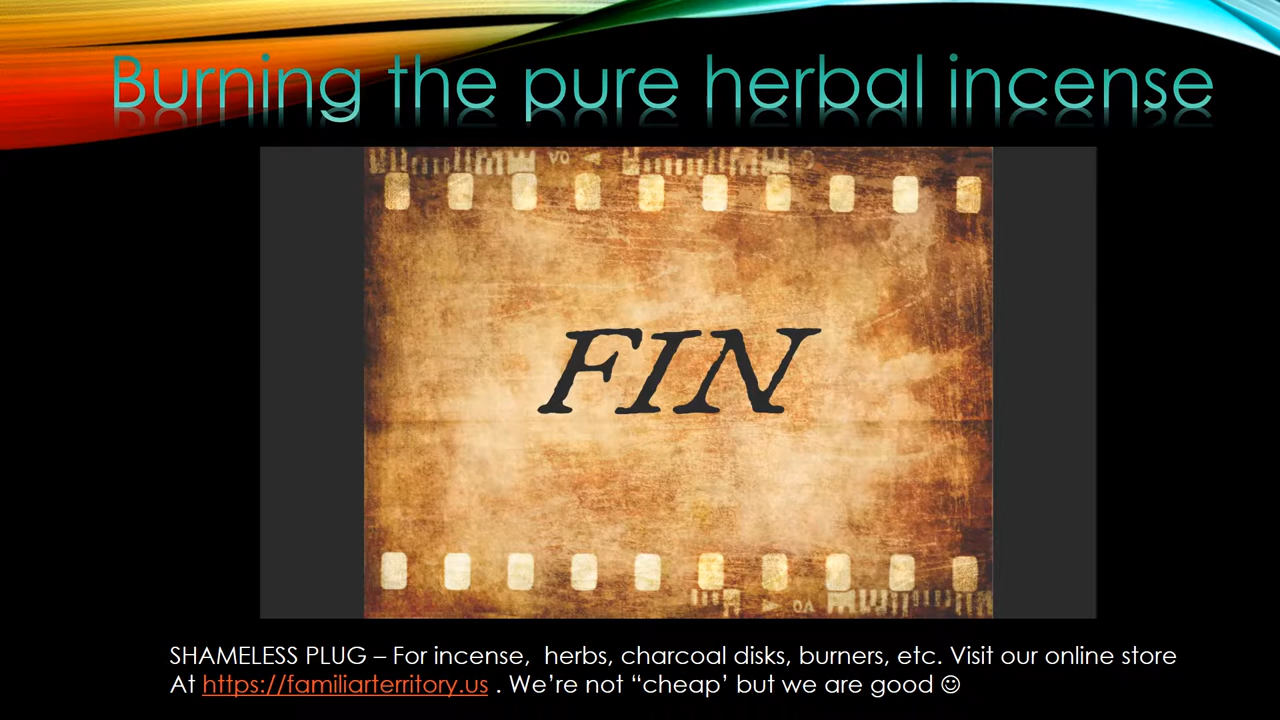 Burning the pure herbal incense
FIN
SHAMELESS PLUG – For incense,  herbs, charcoal disks, burners, etc. Visit our online store
At https://familiarterritory.us . We’re not “cheap’ but we are good ☺